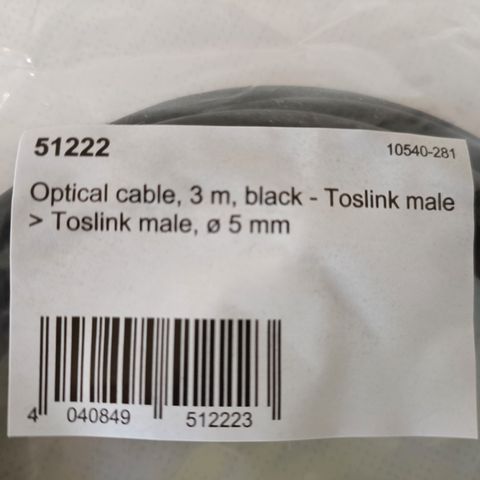 51222
10540-281
Optical cable, 3 m, black - Toslink male
> Toslink male, ø 5 mm
4 040849 512223